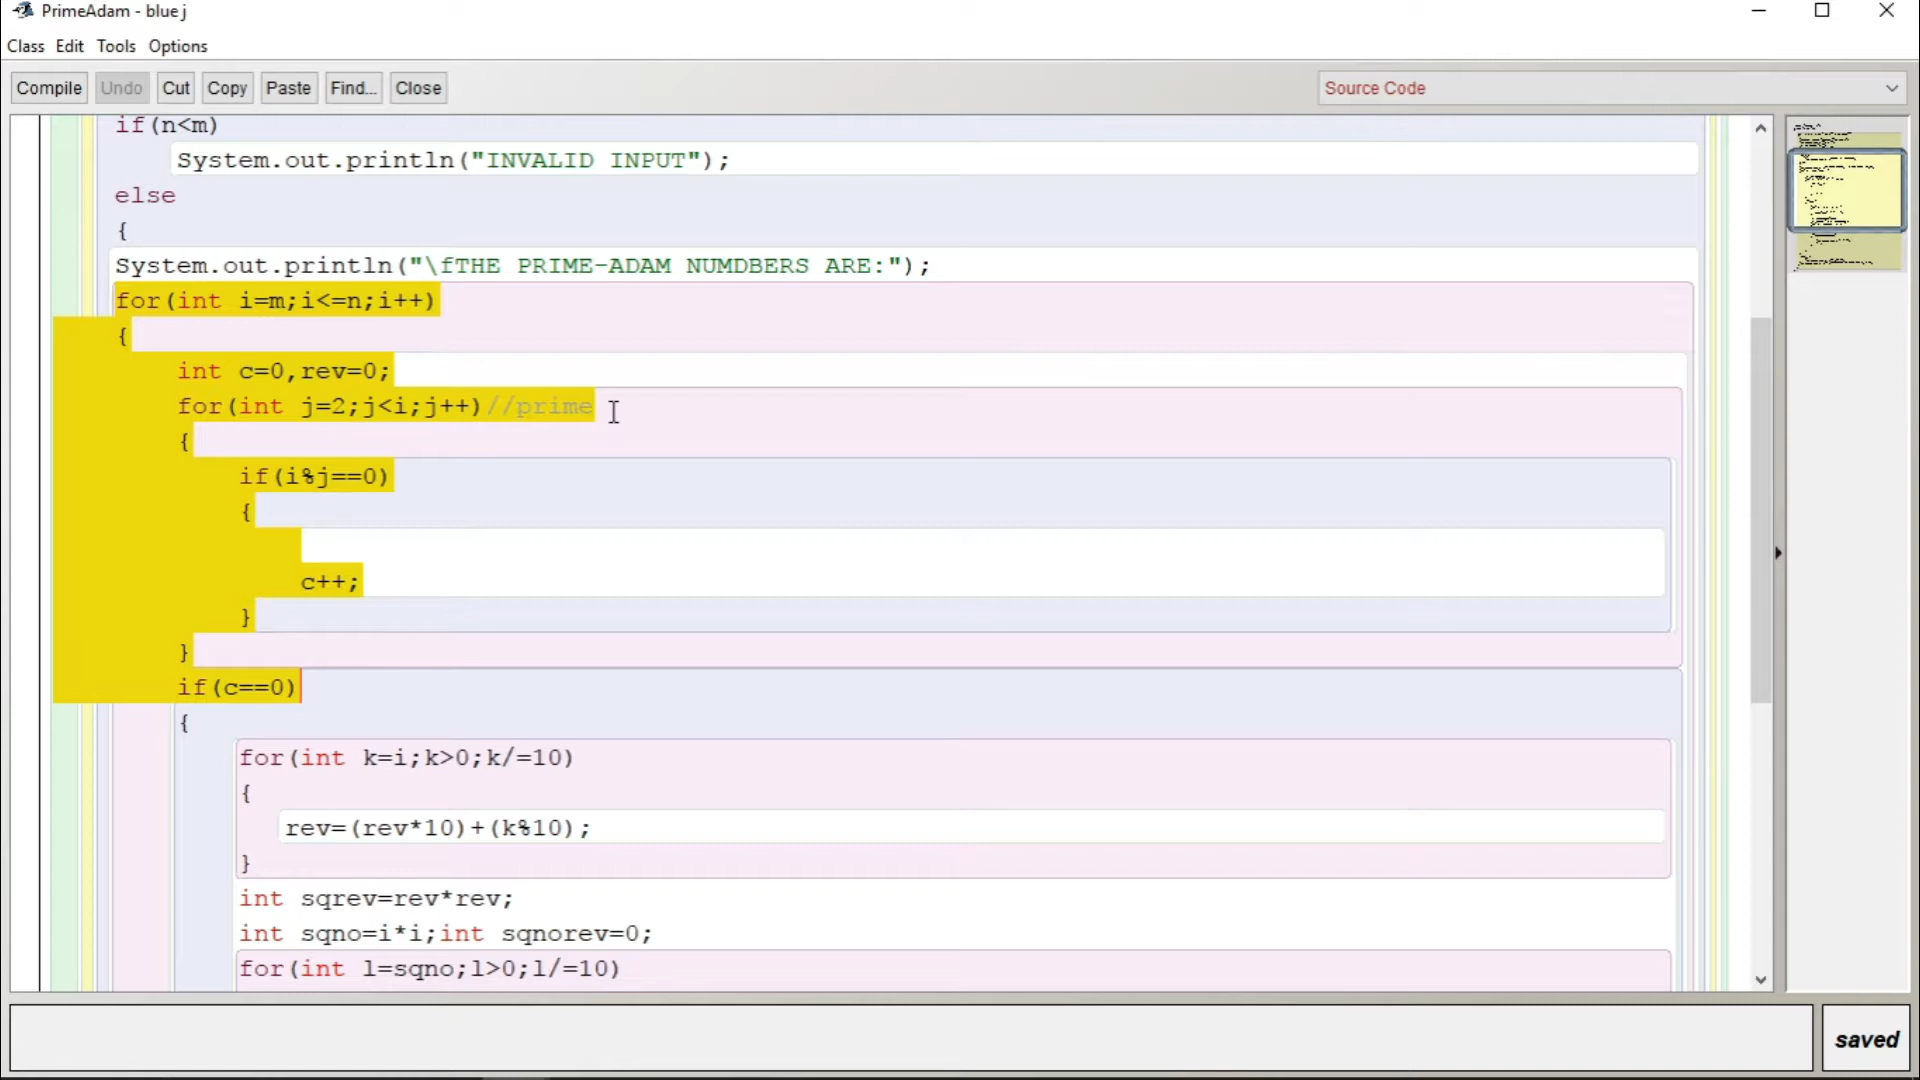 PrimeAdam - blue j
Class Edit Tools Options
Compile Undo Cut Copy Paste Find... Close Source Code
if(n<m)
System.out.println("INVALID INPUT");
else
{
System.out.println("\fTHE PRIME-ADAM NUMDBERS ARE:");
for(int i=m;i<=n;i++)
{
int c=0,rev=0;
for(int j=2;j<i;j++)//prime
{
if(i%j==0)
{
c++;
}
}
if(c==0)
{
for(int k=i;k>0;k/=10)
{
rev=(rev*10)+(k%10);
}
int sqrev=rev*rev;
int sqno=i*i;int sqnorev=0;
for(int l=sqno;l>0;l/=10)
saved